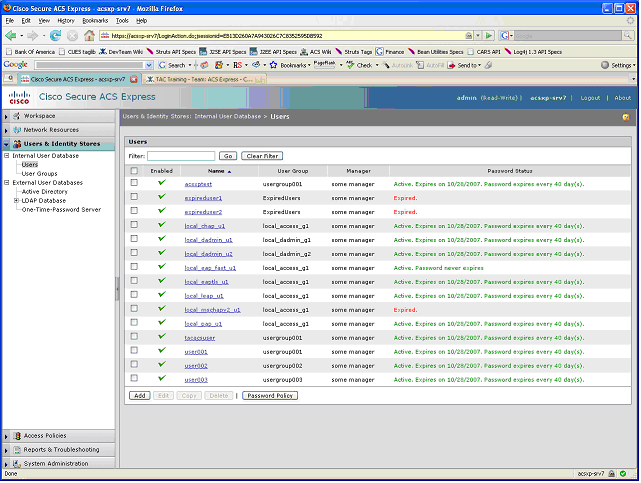 Cisco Secure ACS Express - acsxp-srv7 - Mozilla Firefox
File Edit View History Bookmarks Tools Help
https://acsxp-srv7/LoginAction.do;jsessionid=
Google
Bank Of America CUES taglib DevTeam Wiki Struts API Specs J2SE API Specs J2EE API Specs ACS Wiki Struts Tags Finance Bean Utilities Specs CARS API Log4j 1.3 API Specs
Google Search RS Bookmarks PageRank Check AutoLink AutoFill Send to Settings
Cisco Secure ACS Express - acsxp-srv7 TAC Training - Team: ACS Express - C...
CISCO Cisco Secure ACS Express admin (Read-Write) acsxp-srv7 Logout About
Workspace
Network Resources
Users & Identity Stores
Internal User Database
Users
User Groups
External User Databases
Active Directory
LDAP Database
One-Time-Password Server
Access Policies
Reports & Troubleshooting
System Administration
Users & Identity Stores: Internal User Database > Users
Users
Filter: Go Clear Filter
Enabled Name User Group Manager Password Status
acsxptest usergroup001 some manager Active. Expires on 10/28/2007. Password expires every 40 day(s).
expireduser1 ExpiredUsers some manager Expired.
expireduser2 ExpiredUsers some manager Expired.
local_chap_u1 local_access_g1 some manager Active. Expires on 10/28/2007. Password expires every 40 day(s).
local_dadmin_u1 local_dadmin_g1 some manager Active. Expires on 10/28/2007. Password expires every 40 day(s).
local_dadmin_u2 local_dadmin_g2 some manager Active. Expires on 10/28/2007. Password expires every 40 day(s).
local_eap_fast_u1 local_access_g1 some manager Active. Password never expires
local_eaptls_u1 local_access_g1 some manager Active. Expires on 10/28/2007. Password expires every 40 day(s).
local_leap_u1 local_access_g1 some manager Active. Expires on 10/28/2007. Password expires every 40 day(s).
local_mschapv2_u1 local_access_g1 some manager Expired.
local_pap_u1 local_access_g1 some manager Active. Expires on 10/28/2007. Password expires every 40 day(s).
tacacsuser usergroup001 some manager Active. Expires on 10/28/2007. Password expires every 40 day(s).
user001 usergroup001 some manager Active. Expires on 10/28/2007. Password expires every 40 day(s).
user002 usergroup002 some manager Active. Expires on 10/28/2007. Password expires every 40 day(s).
user003 usergroup003 some manager Active. Expires on 10/28/2007. Password expires every 40 day(s).
Add Edit Copy Delete | Password Policy
Done acsxp-srv7